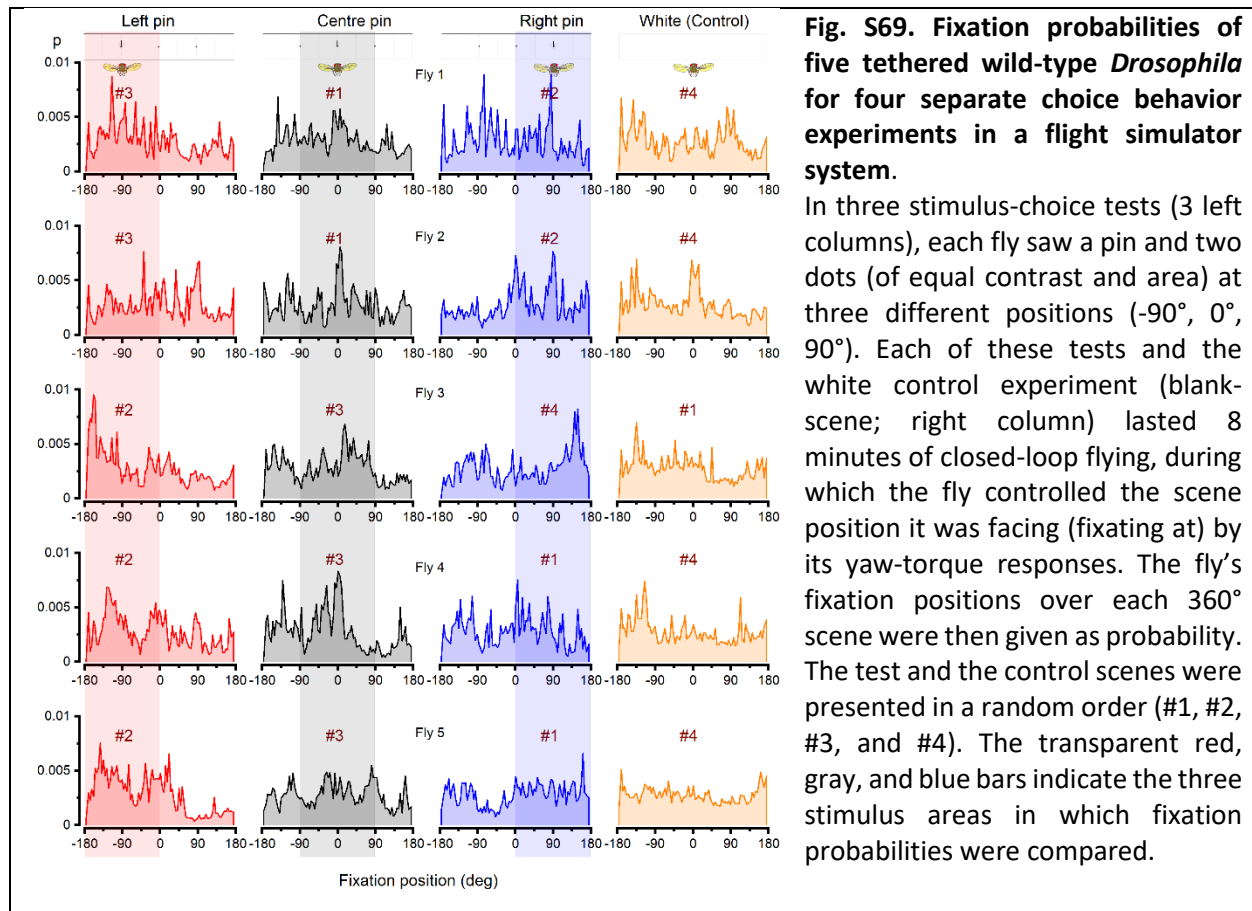 Left pin Centre pin Right pin White (Control)
p
0.01 Fly 1
#3 #1 #2 #4
0.005
0
-180 -90 0 90 180 -180 -90 0 90 180 -180 -90 0 90 180 -180 -90 0 90 180
0.01 Fly 2
#3 #1 #2 #4
0.005
0
-180 -90 0 90 180 -180 -90 0 90 180 -180 -90 0 90 180 -180 -90 0 90 180
0.01 Fly 3
#2 #3 #4 #1
0.005
0
-180 -90 0 90 180 -180 -90 0 90 180 -180 -90 0 90 180 -180 -90 0 90 180
0.01 Fly 4
#2 #3 #1 #4
0.005
0
-180 -90 0 90 180 -180 -90 0 90 180 -180 -90 0 90 180 -180 -90 0 90 180
0.01 Fly 5
#2 #3 #1 #4
0.005
0
-180 -90 0 90 180 -180 -90 0 90 180 -180 -90 0 90 180 -180 -90 0 90 180
Fixation position (deg)
Fig. S69. Fixation probabilities of
five tethered wild-type Drosophila
for four separate choice behavior
experiments in a flight simulator
system.
In three stimulus-choice tests (3 left
columns), each fly saw a pin and two
dots (of equal contrast and area) at
three different positions (-90°, 0°,
90°). Each of these tests and the
white control experiment (blank-
scene; right column) lasted 8
minutes of closed-loop flying, during
which the fly controlled the scene
position it was facing (fixating at) by
its yaw-torque responses. The fly's
fixation positions over each 360°
scene were then given as probability.
The test and the control scenes were
presented in a random order (#1, #2,
#3, and #4). The transparent red,
gray, and blue bars indicate the three
stimulus areas in which fixation
probabilities were compared.